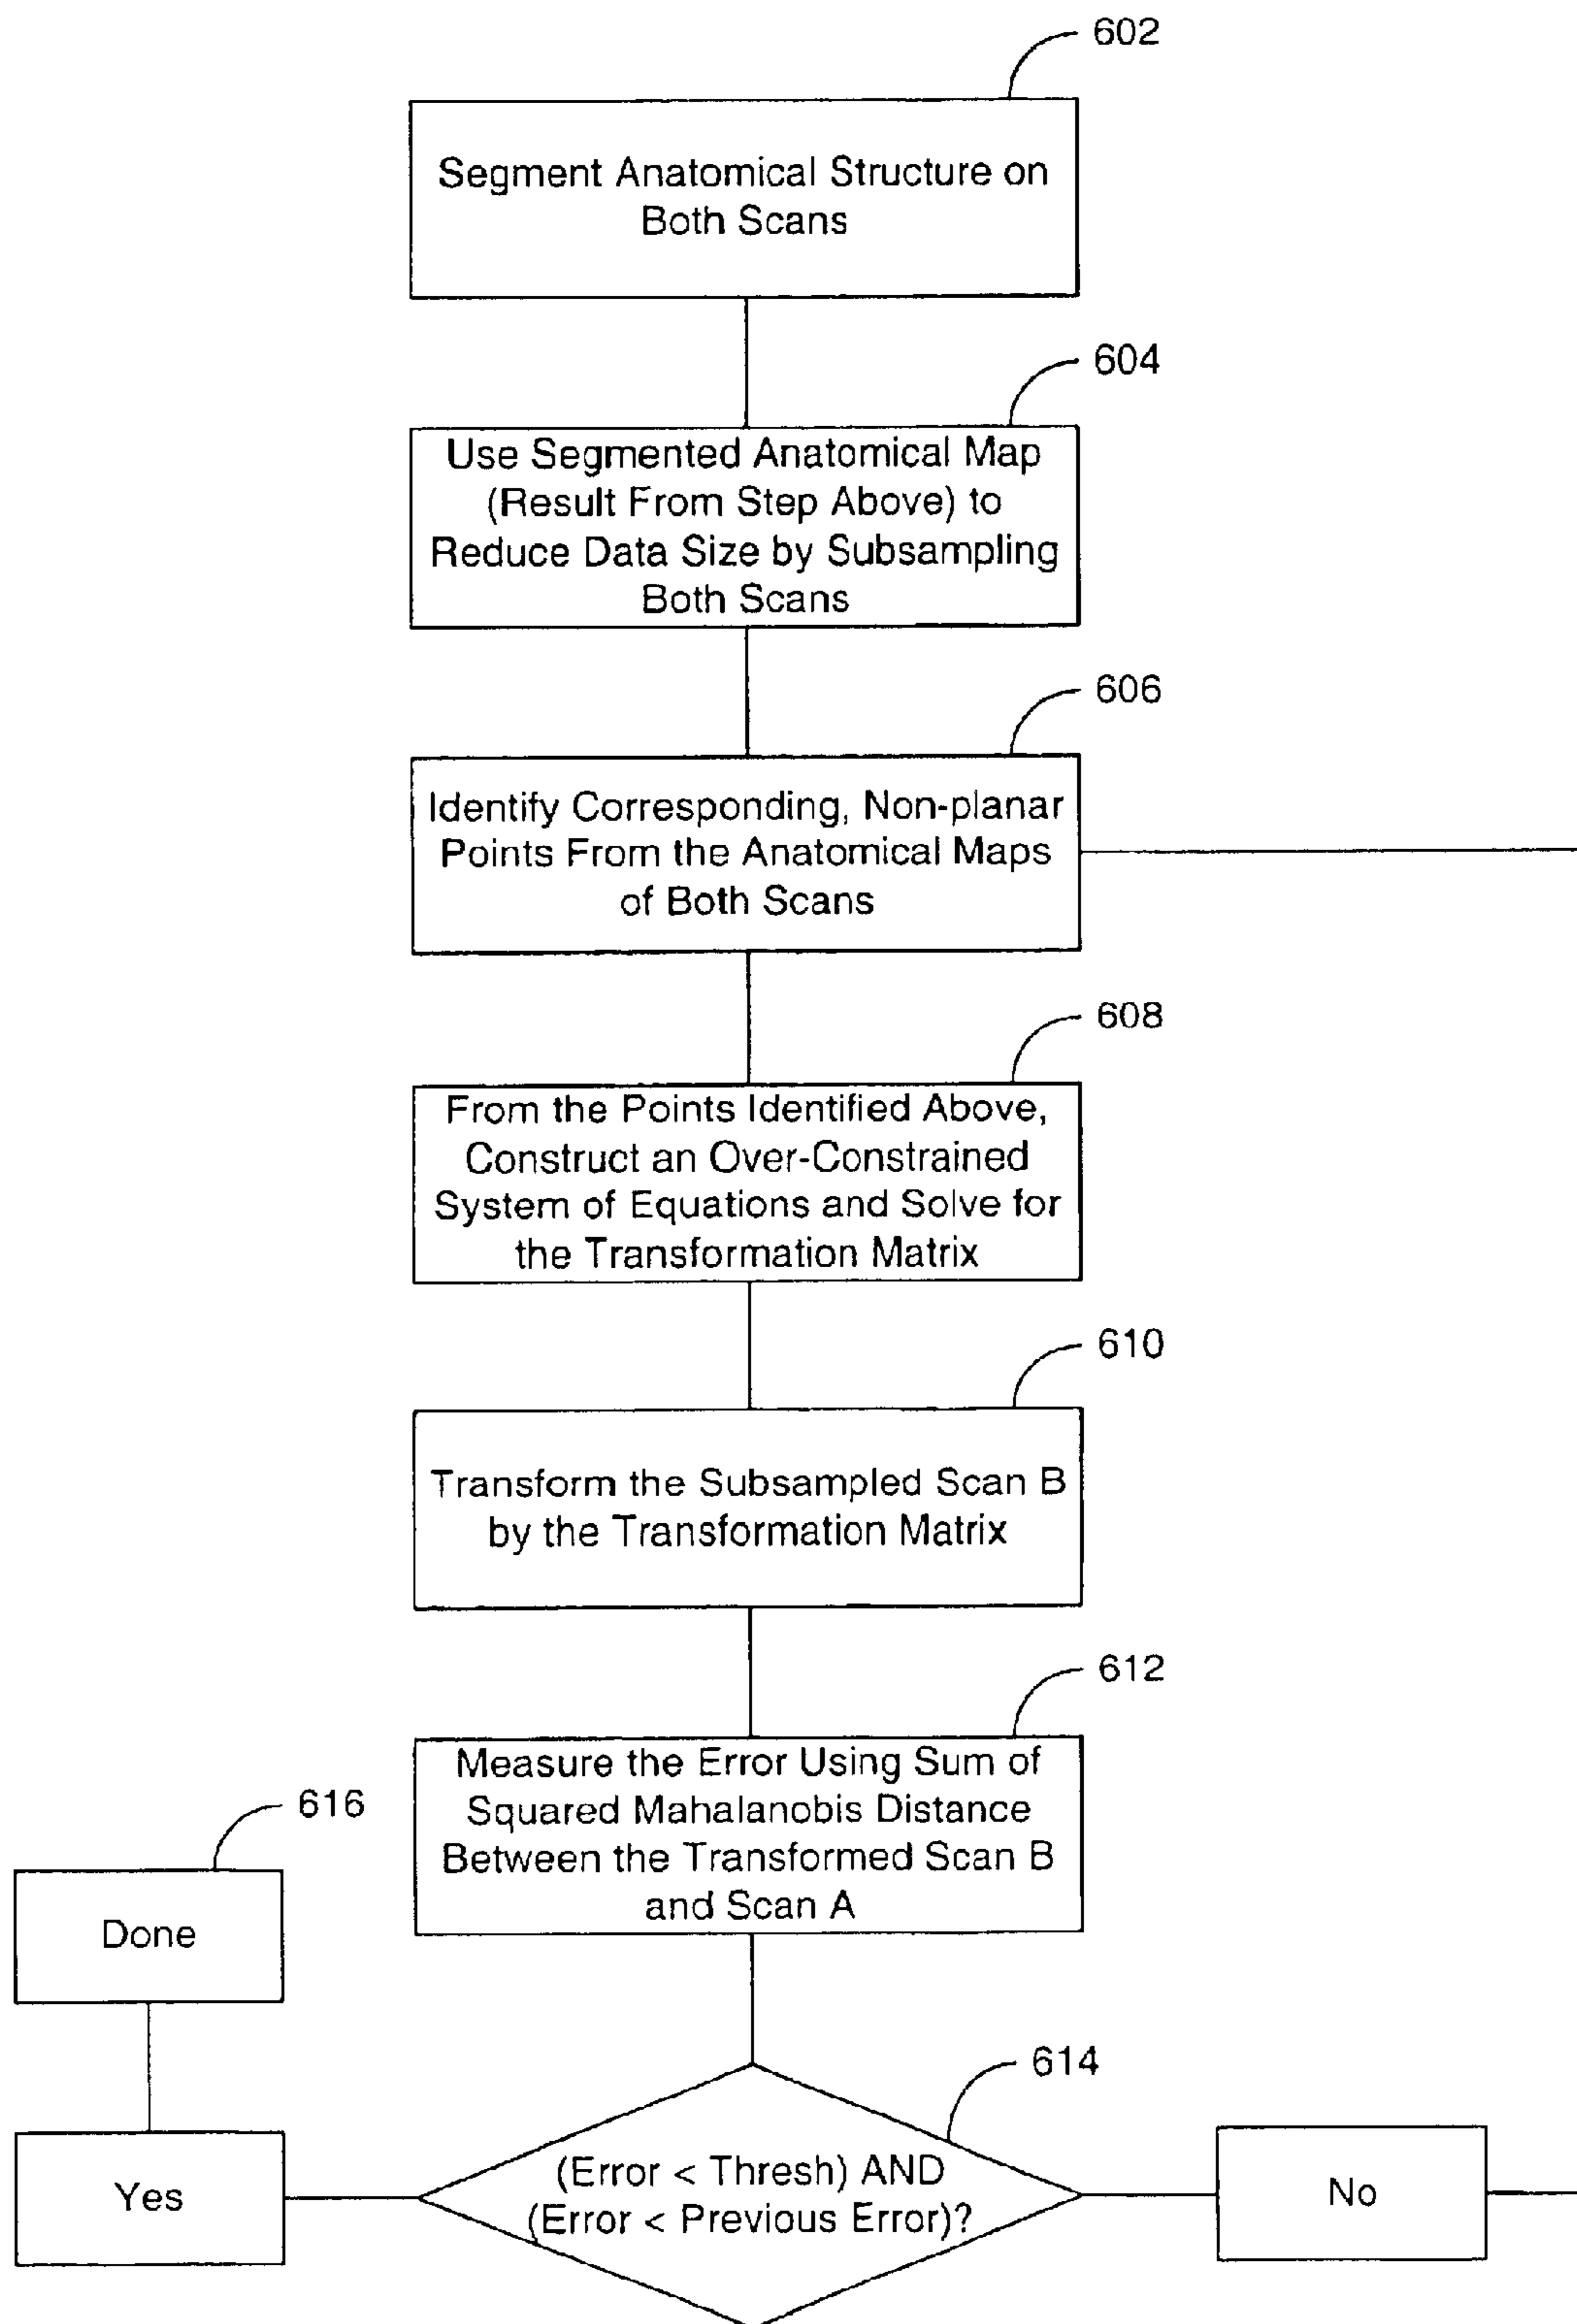 602
Segment Anatomical Structure on
Both Scans
604
Use Segmented Anatomical Map
(Result From Step Above) to
Reduce Data Size by Subsampling
Both Scans
606
Identify Corresponding, Non-planar
Points From the Anatomical Maps
of Both Scans
608
From the Points Identified Above,
Construct an Over-Constrained
System of Equations and Solve for
the Transformation Matrix
610
Transform the Subsampled Scan B
by the Transformation Matrix
612
Measure the Error Using Sum of
Squared Mahalanobis Distance
Between the Transformed Scan B
and Scan A
616
Done
614
Yes
(Error < Thresh) AND
(Error < Previous Error)?
No